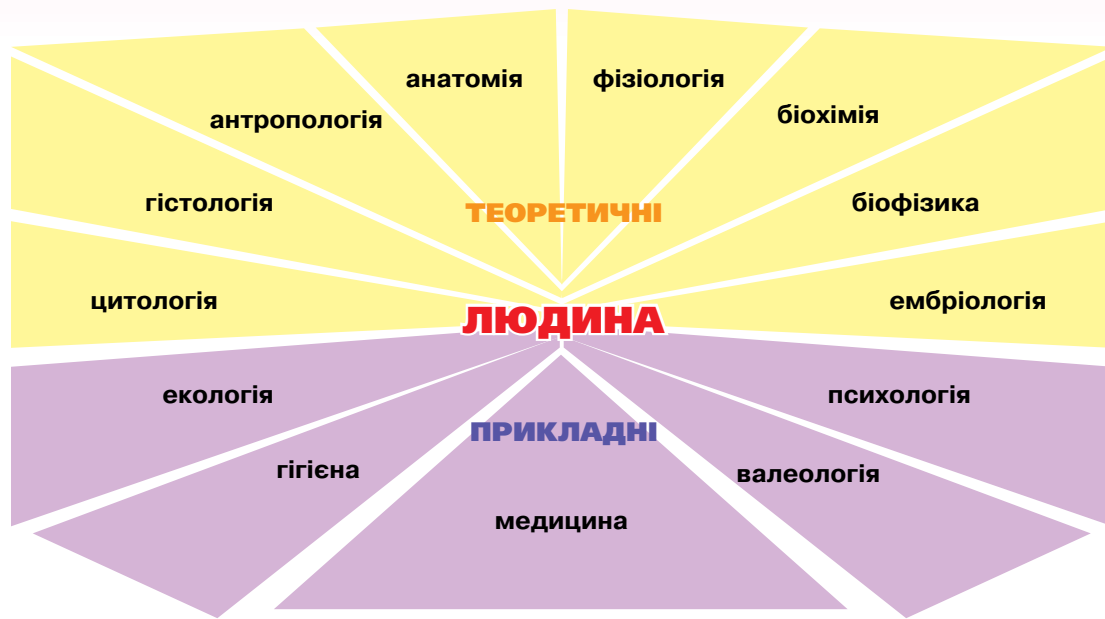 анатомія
фізіологія
антропологія
біохімія
гістологія
біофізика
ТЕОРЕТИЧНІ
цитологія
ембріологія
ЛЮДИНА
екологія
психологія
ПРИКЛАДНІ
гігієна
валеологія
медицина